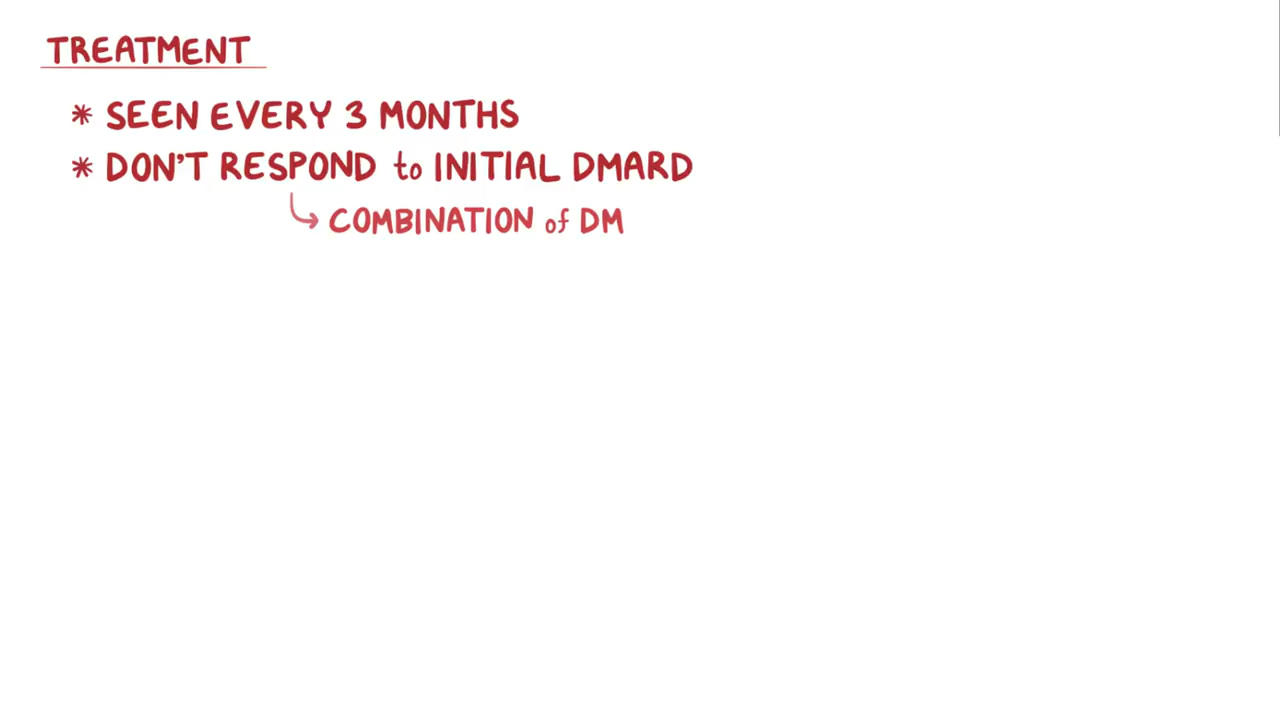 TREATMENT
* SEEN EVERY 3 MONTHS
* DON'T RESPOND to INITIAL DMARD
COMBINATION of DM